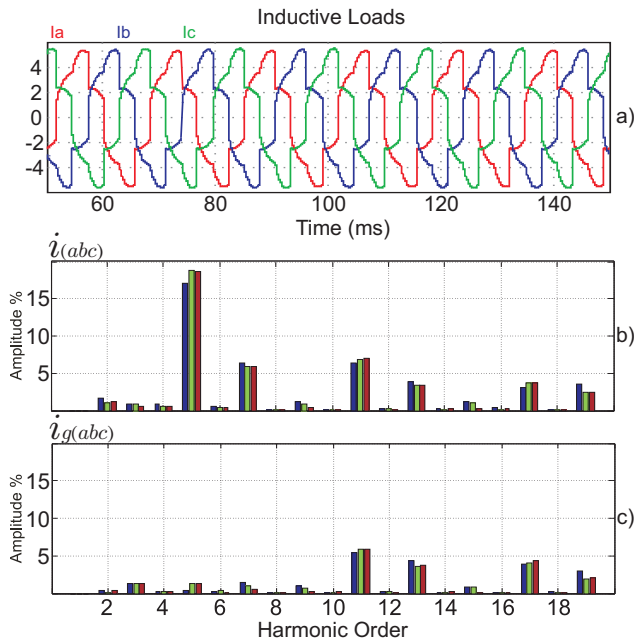 Inductive Loads
Ia Ib Ic
4
2
0
-2
-4
a)
60 80 100 120 140
Time (ms)
i(abc)
Amplitude %
15
10
5
b)
ig(abc)
Amplitude %
15
10
5
c)
2 4 6 8 10 12 14 16 18
Harmonic Order